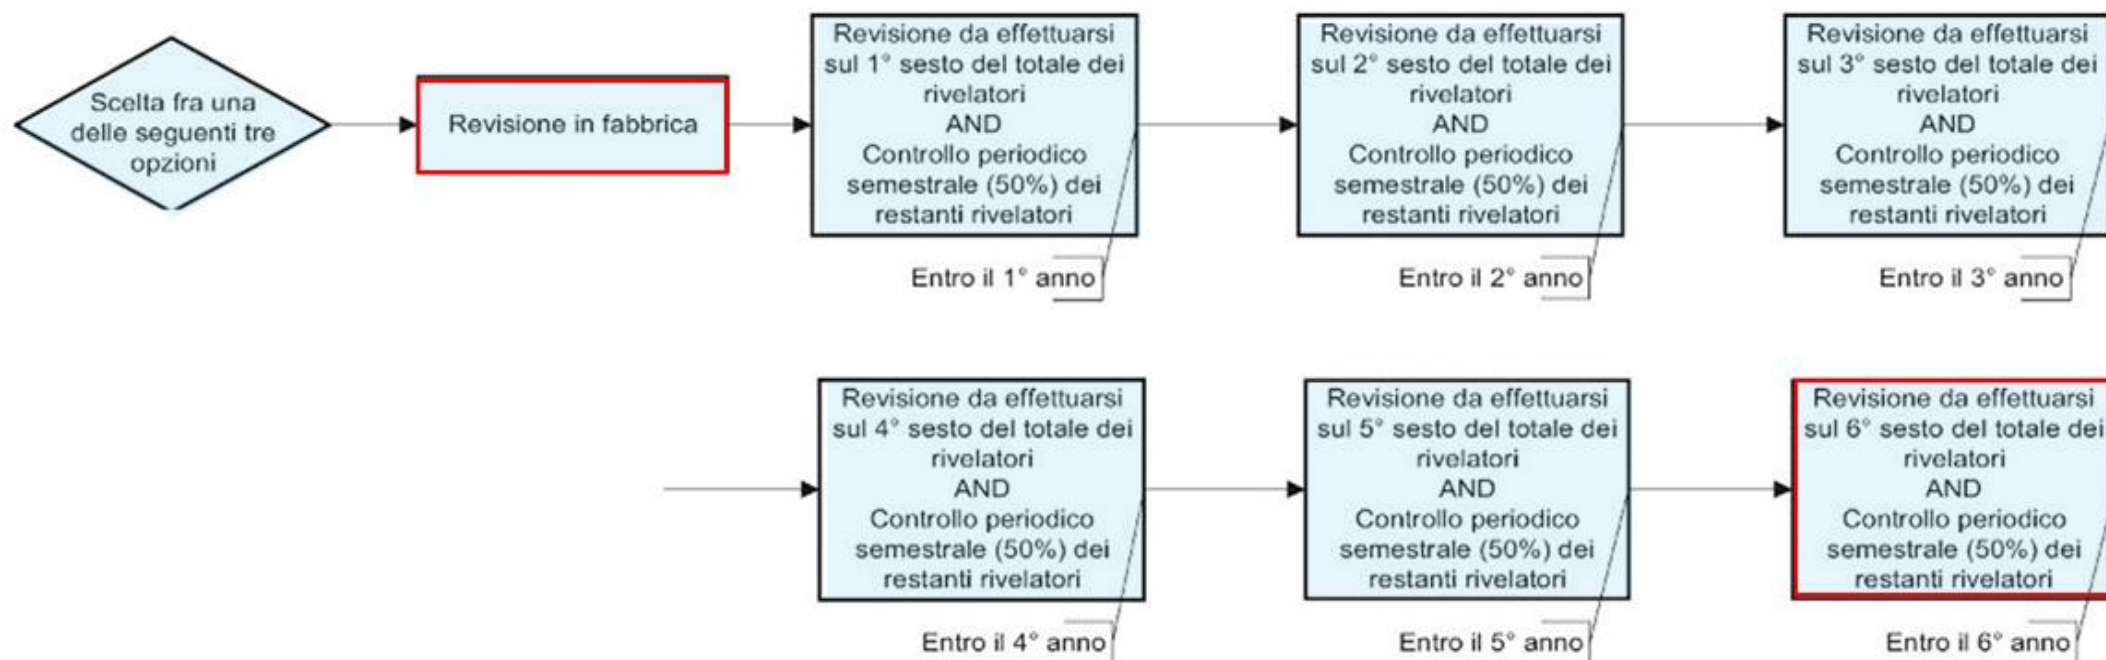 Scelta fra una
delle seguenti tre
opzioni
Revisione in fabbrica
Revisione da effettuarsi
sul 1° sesto del totale dei
rivelatori
AND
Controllo periodico
semestrale (50%) dei
restanti rivelatori
Entro il 1° anno
Revisione da effettuarsi
sul 2° sesto del totale dei
rivelatori
AND
Controllo periodico
semestrale (50%) dei
restanti rivelatori
Entro il 2° anno
Revisione da effettuarsi
sul 3° sesto del totale dei
rivelatori
AND
Controllo periodico
semestrale (50%) dei
restanti rivelatori
Entro il 3° anno
Revisione da effettuarsi
sul 4° sesto del totale dei
rivelatori
AND
Controllo periodico
semestrale (50%) dei
restanti rivelatori
Entro il 4° anno
Revisione da effettuarsi
sul 5° sesto del totale dei
rivelatori
AND
Controllo periodico
semestrale (50%) dei
restanti rivelatori
Entro il 5° anno
Revisione da effettuarsi
sul 6° sesto del totale dei
rivelatori
AND
Controllo periodico
semestrale (50%) dei
restanti rivelatori
Entro il 6° anno